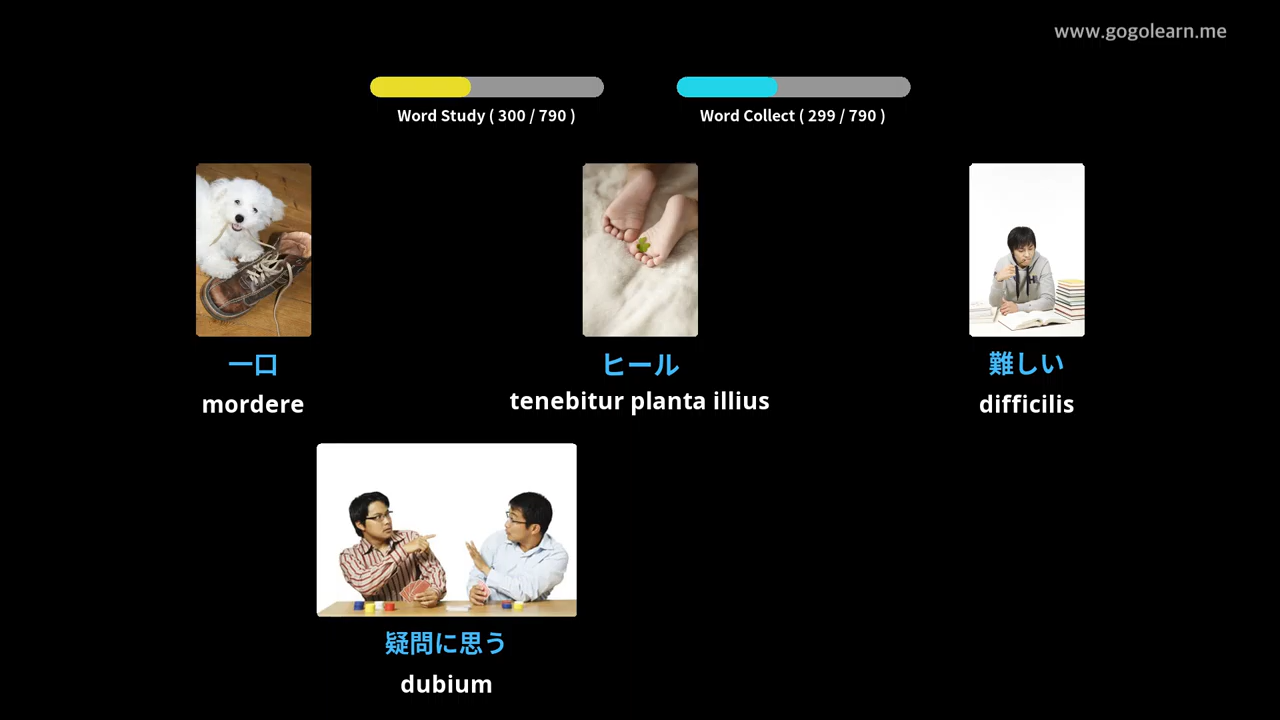 www.gogolearn.me
Word Study ( 300 / 790 )
Word Collect ( 299 / 790 )
一口
mordere
ヒール
tenebitur planta illius
難しい
difficilis
疑問に思う
dubium